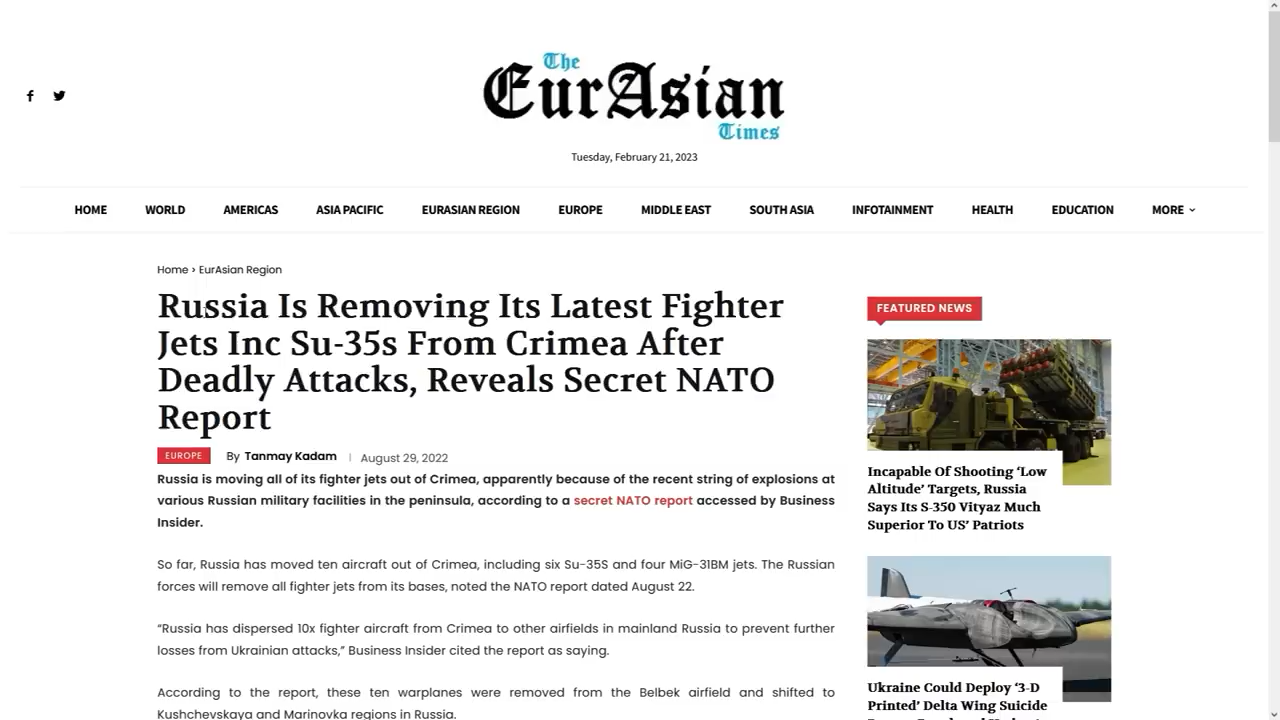 The
EurAsian
Times
Tuesday, February 21, 2023
HOME WORLD AMERICAS ASIA PACIFIC EURASIAN REGION EUROPE MIDDLE EAST SOUTH ASIA INFOTAINMENT HEALTH EDUCATION MORE
Home › EurAsian Region
Russia Is Removing Its Latest Fighter
Jets Inc Su-35s From Crimea After
Deadly Attacks, Reveals Secret NATO
Report
EUROPE By Tanmay Kadam | August 29, 2022
Russia is moving all of its fighter jets out of Crimea, apparently because of the recent string of explosions at
various Russian military facilities in the peninsula, according to a secret NATO report accessed by Business
Insider.
So far, Russia has moved ten aircraft out of Crimea, including six Su-35S and four MiG-31BM jets. The Russian
forces will remove all fighter jets from its bases, noted the NATO report dated August 22.
“Russia has dispersed 10x fighter aircraft from Crimea to other airfields in mainland Russia to prevent further
losses from Ukrainian attacks,” Business Insider cited the report as saying.
According to the report, these ten warplanes were removed from the Belbek airfield and shifted to
Kushchevskaya and Marinovka regions in Russia.
FEATURED NEWS
Incapable Of Shooting ‘Low
Altitude’ Targets, Russia
Says Its S-350 Vityaz Much
Superior To US’ Patriots
Ukraine Could Deploy ‘3-D
Printed’ Delta Wing Suicide